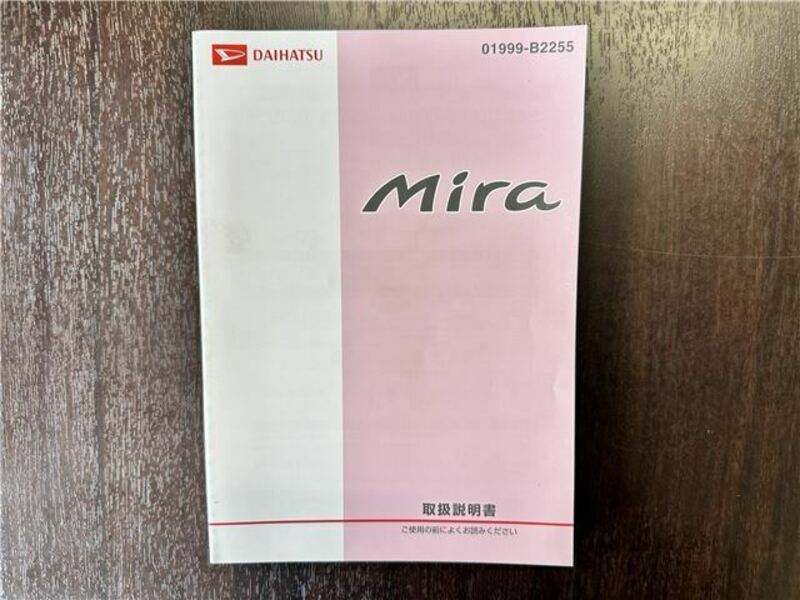 DAIHATSU
01999-B2255
Mira
取扱説明書
ご使用の前によくお読みください